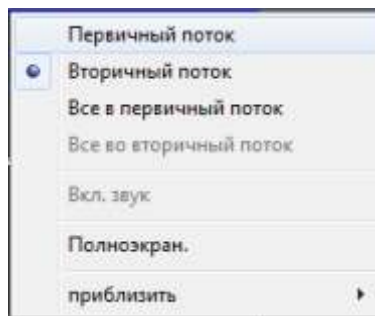 Первичный поток
Вторичный поток
Все в первичный поток
Все во вторичный поток
Вкл. звук
Полноэкран.
приблизить